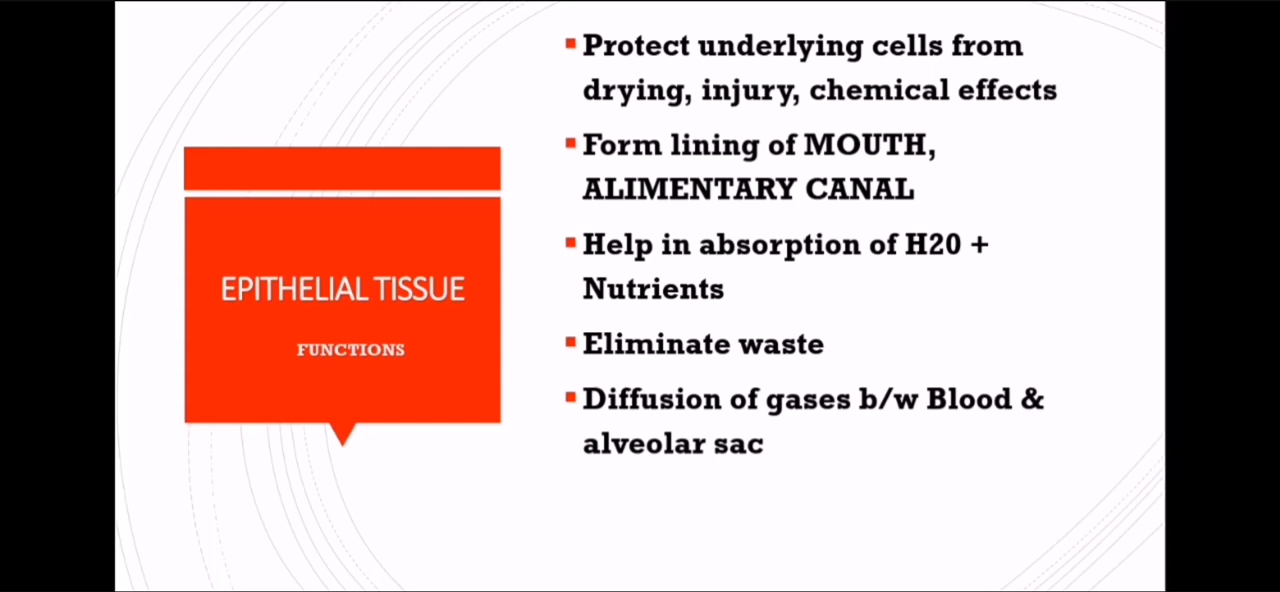 EPITHELIAL TISSUE
FUNCTIONS
Protect underlying cells from
drying, injury, chemical effects
Form lining of MOUTH,
ALIMENTARY CANAL
Help in absorption of H20 +
Nutrients
Eliminate waste
Diffusion of gases b/w Blood &
alveolar sac